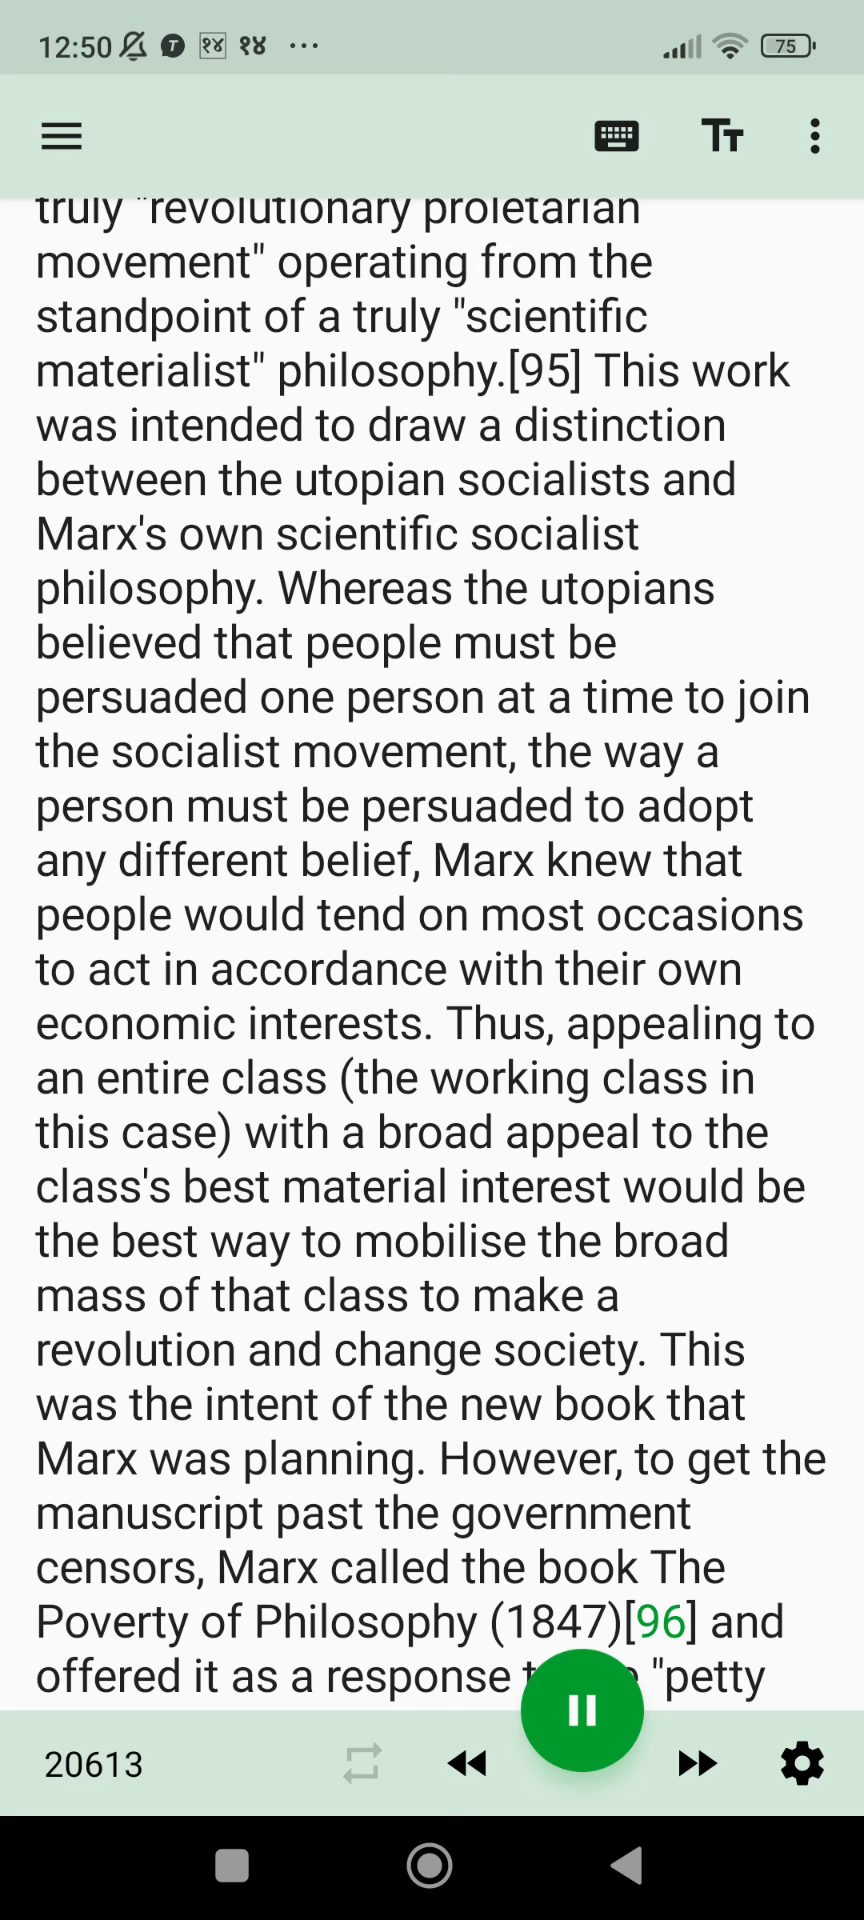 12:50 T १४ १४ ... 75
Tт
truly "revolutionary proletarian
movement" operating from the
standpoint of a truly "scientific
materialist" philosophy.[95] This work
was intended to draw a distinction
between the utopian socialists and
Marx's own scientific socialist
philosophy. Whereas the utopians
believed that people must be
persuaded one person at a time to join
the socialist movement, the way a
person must be persuaded to adopt
any different belief, Marx knew that
people would tend on most occasions
to act in accordance with their own
economic interests. Thus, appealing to
an entire class (the working class in
this case) with a broad appeal to the
class's best material interest would be
the best way to mobilise the broad
mass of that class to make a
revolution and change society. This
was the intent of the new book that
Marx was planning. However, to get the
manuscript past the government
censors, Marx called the book The
Poverty of Philosophy (1847)[96] and
offered it as a response "petty
20613